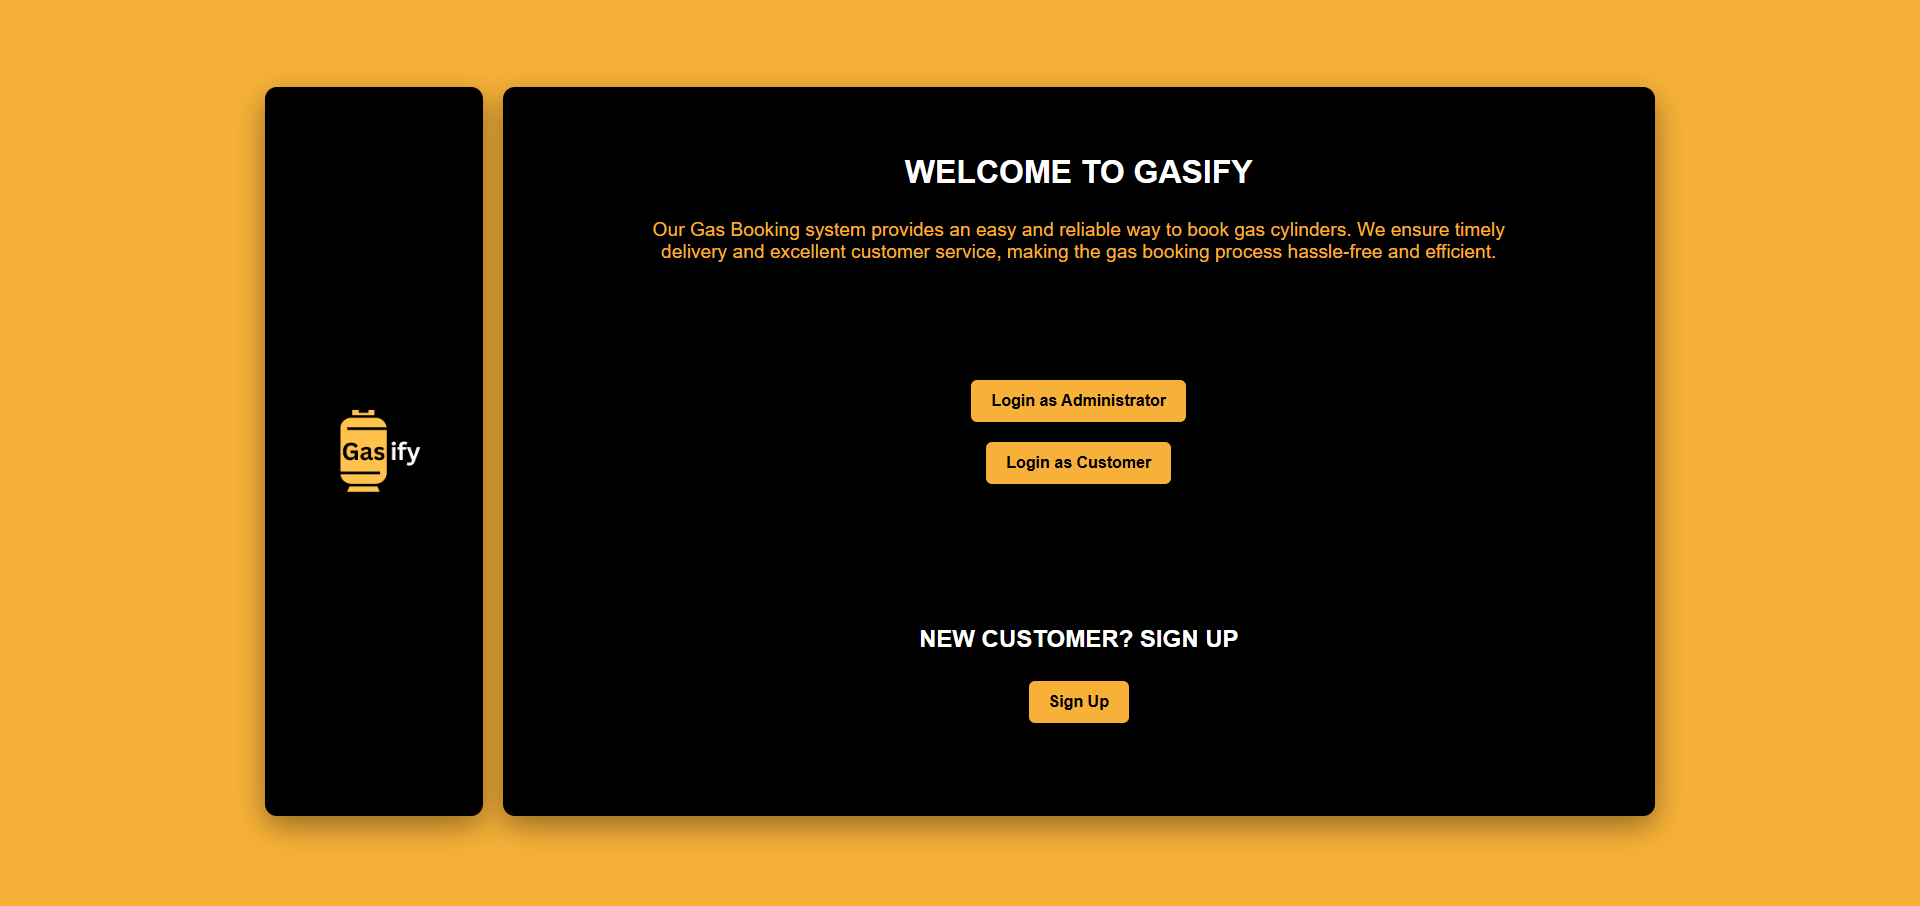 Gasify
WELCOME TO GASIFY
Our Gas Booking system provides an easy and reliable way to book gas cylinders. We ensure timely
delivery and excellent customer service, making the gas booking process hassle-free and efficient.
Login as Administrator
Login as Customer
NEW CUSTOMER? SIGN UP
Sign Up